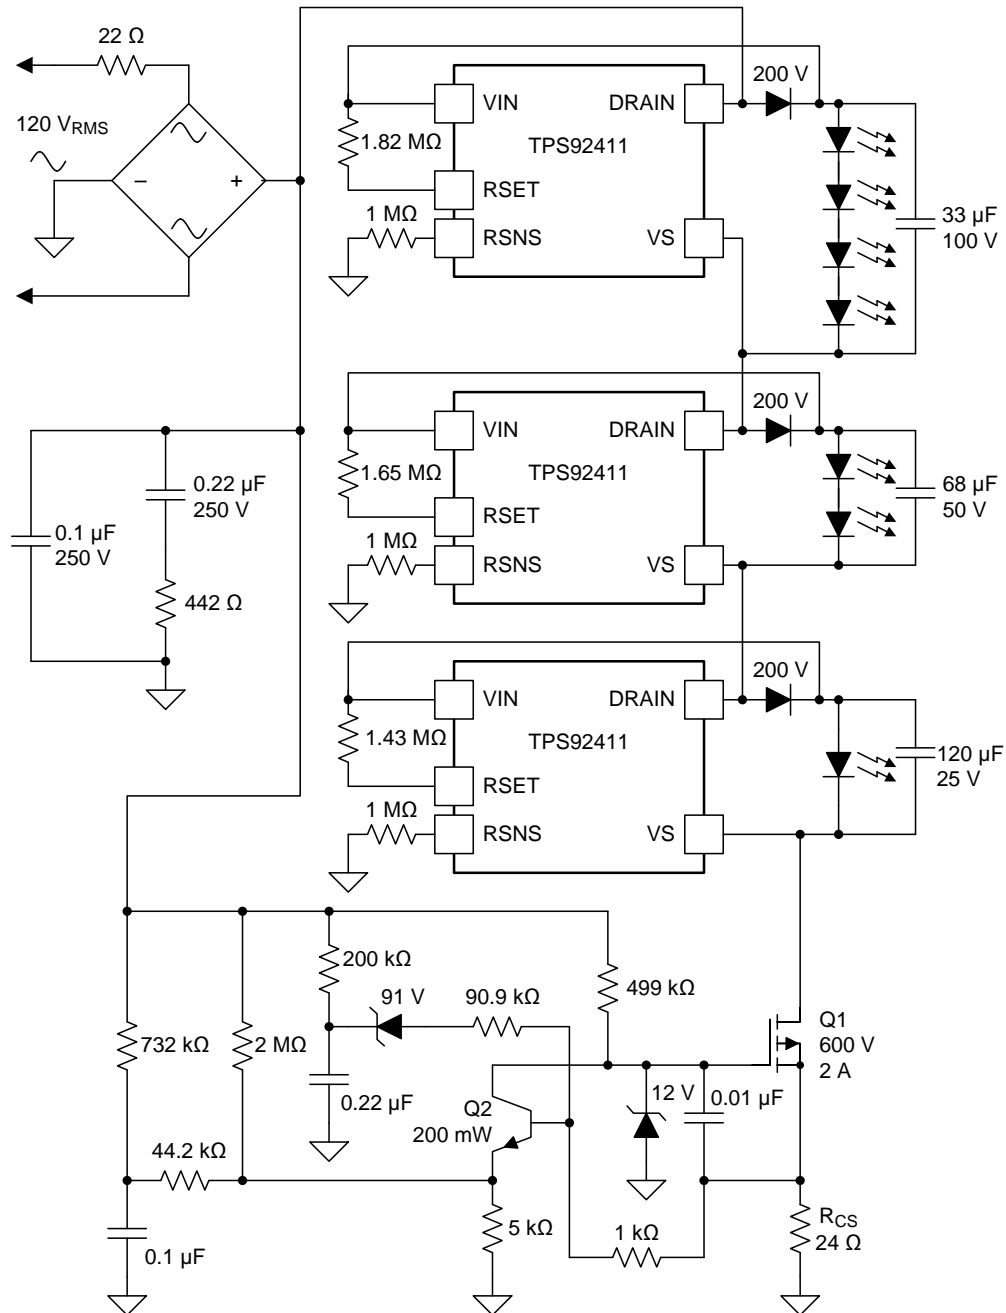 22 Ω
120 VRMS
−
+
200 V
VIN
DRAIN
1.82 MΩ
TPS92411
RSET
1 MΩ
RSNS
VS
33 µF
100 V
200 V
VIN
DRAIN
1.65 MΩ
TPS92411
RSET
1 MΩ
RSNS
VS
68 µF
50 V
0.22 µF
250 V
0.1 µF
250 V
442 Ω
200 V
VIN
DRAIN
1.43 MΩ
TPS92411
RSET
1 MΩ
RSNS
VS
120 µF
25 V
200 kΩ
91 V
90.9 kΩ
499 kΩ
732 kΩ
2 MΩ
Q1
600 V
2 A
0.22 µF
Q2
200 mW
12 V
0.01 µF
44.2 kΩ
0.1 µF
5 kΩ
1 kΩ
RCS
24 Ω